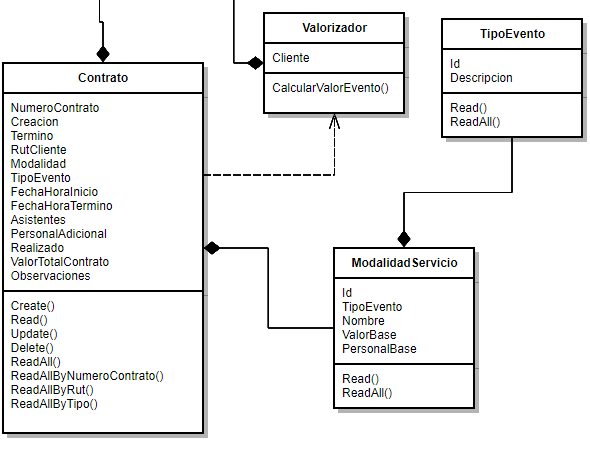 Contrato
NumeroContrato
Creacion
Termino
RutCliente
Modalidad
TipoEvento
FechaHoraInicio
FechaHoraTermino
Asistentes
PersonalAdicional
Realizado
ValorTotalContrato
Observaciones
Create()
Read()
Update()
Delete()
ReadAll()
ReadAllByNumeroContrato()
ReadAllByRut()
ReadAllByTipo()
Valorizador
Cliente
CalcularValorEvento()
TipoEvento
Id
Descripcion
Read()
ReadAll()
ModalidadServicio
Id
TipoEvento
Nombre
ValorBase
PersonalBase
Read()
ReadAll()